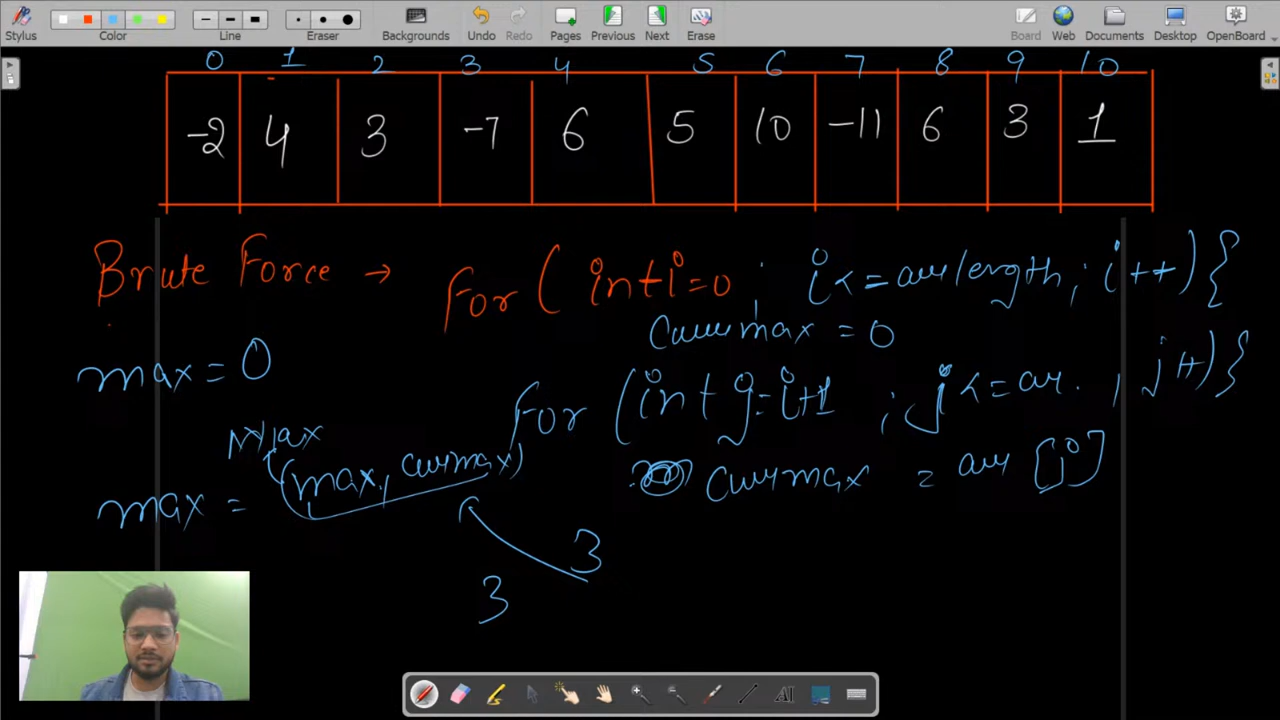 Stylus Color Line Eraser Backgrounds Undo Redo Pages Previous Next Erase Board Web Documents Desktop OpenBoard
0 1 2 3 4 5 6 7 8 9 10
-2 4 3 -7 6 5 10 -11 6 3 1
Brute Force → For( int i=0 ; i<=arr length; i++){
currmax = 0
max = 0
For (int j=i+1 ; j<=arr. , j++)}
Max
max = (max, currmax)
currmax = arr [j]
3
3